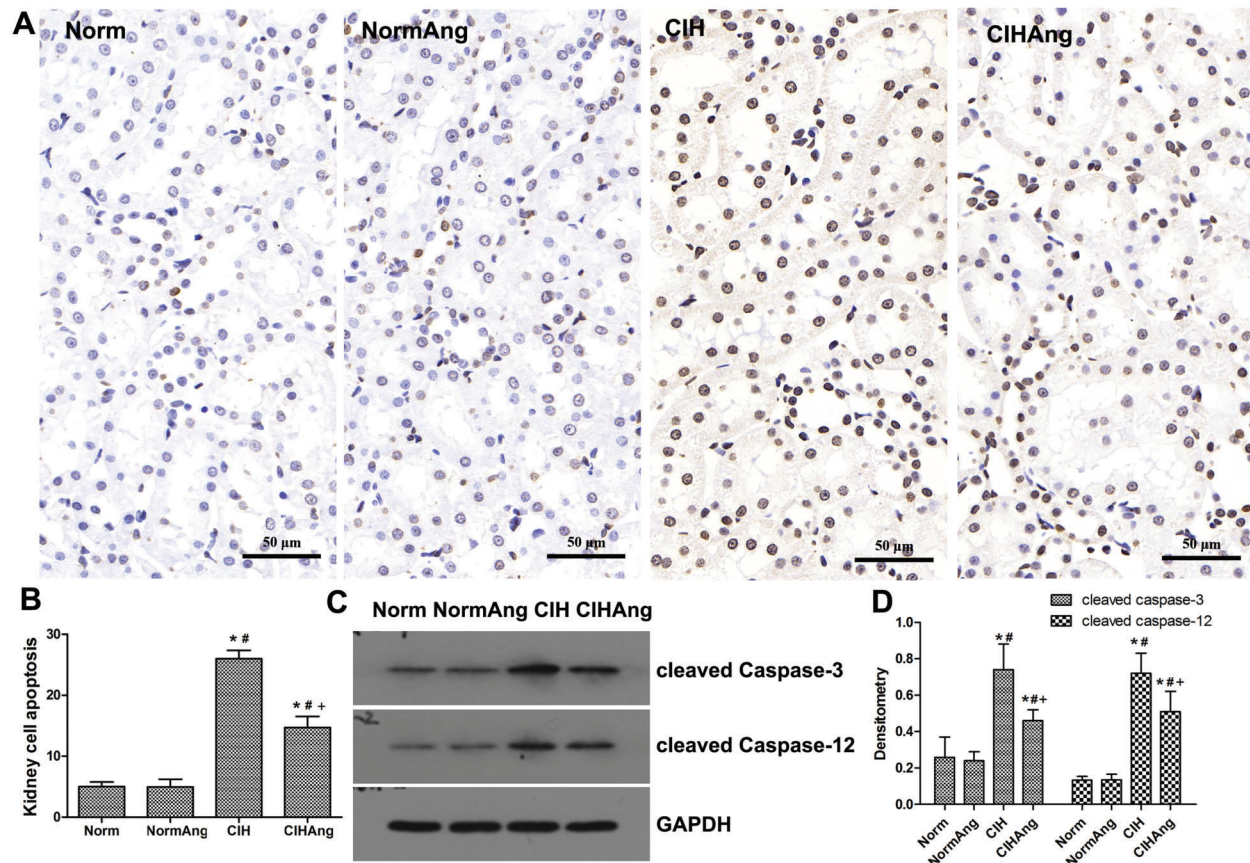 A
Norm
NormAng
CIH
CIHAng
50 µm
50 µm
50 µm
50 µm
B
Kidney cell apoptosis
30
20
10
0
* #
* # +
Norm
NormAng
CIH
CIHAng
C
Norm NormAng CIH CIHAng
cleaved Caspase-3
cleaved Caspase-12
GAPDH
D
cleaved caspase-3
cleaved caspase-12
Densitometry
1.0
0.8
0.6
0.4
0.2
0.0
*#
*#+
*#
*#+
Norm
NormAng
CIH
CIHAng
Norm
NormAng
CIH
CIHAng